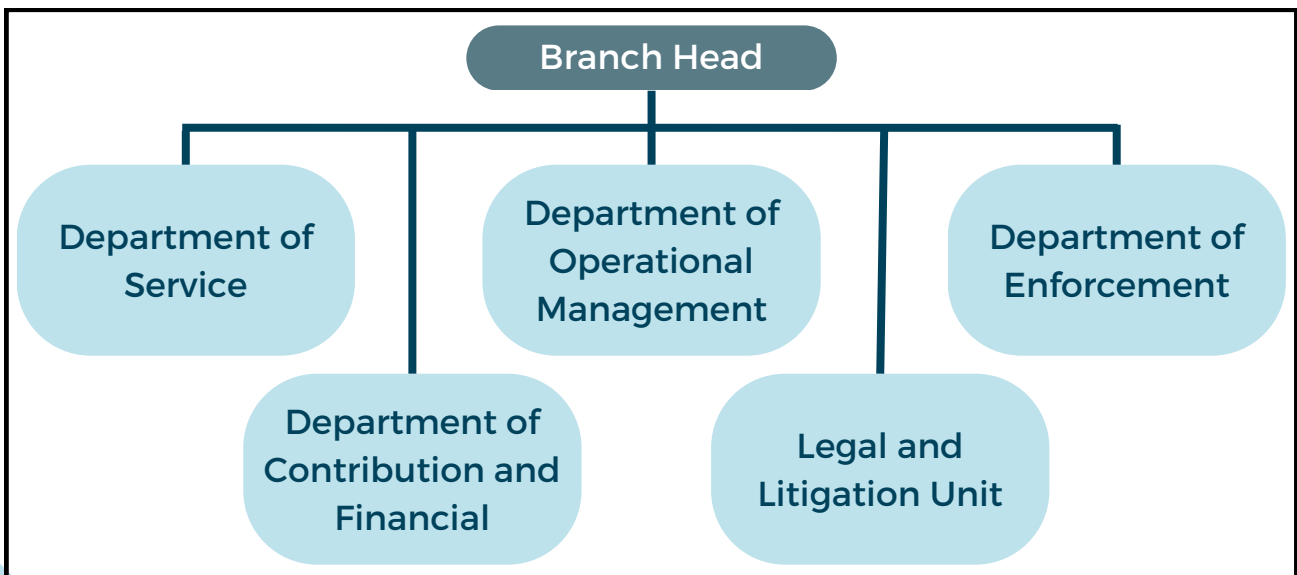 Branch Head
Department of
Service
Department of
Operational
Management
Department of
Enforcement
Department of
Contribution and
Financial
Legal and
Litigation Unit